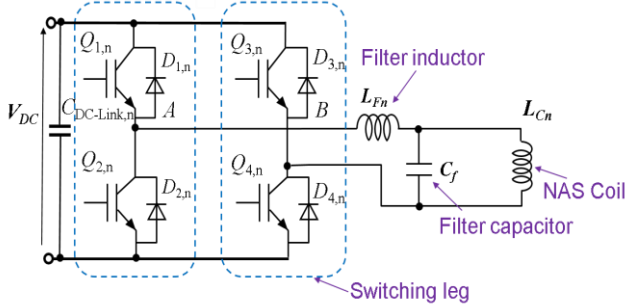 Q1,n
D1,n
Q3,n
D3,n
Filter inductor
VDC
CDC-Link,n
A
B
LFn
LCn
Q2,n
D2,n
Q4,n
D4,n
Cf
NAS Coil
Filter capacitor
Switching leg